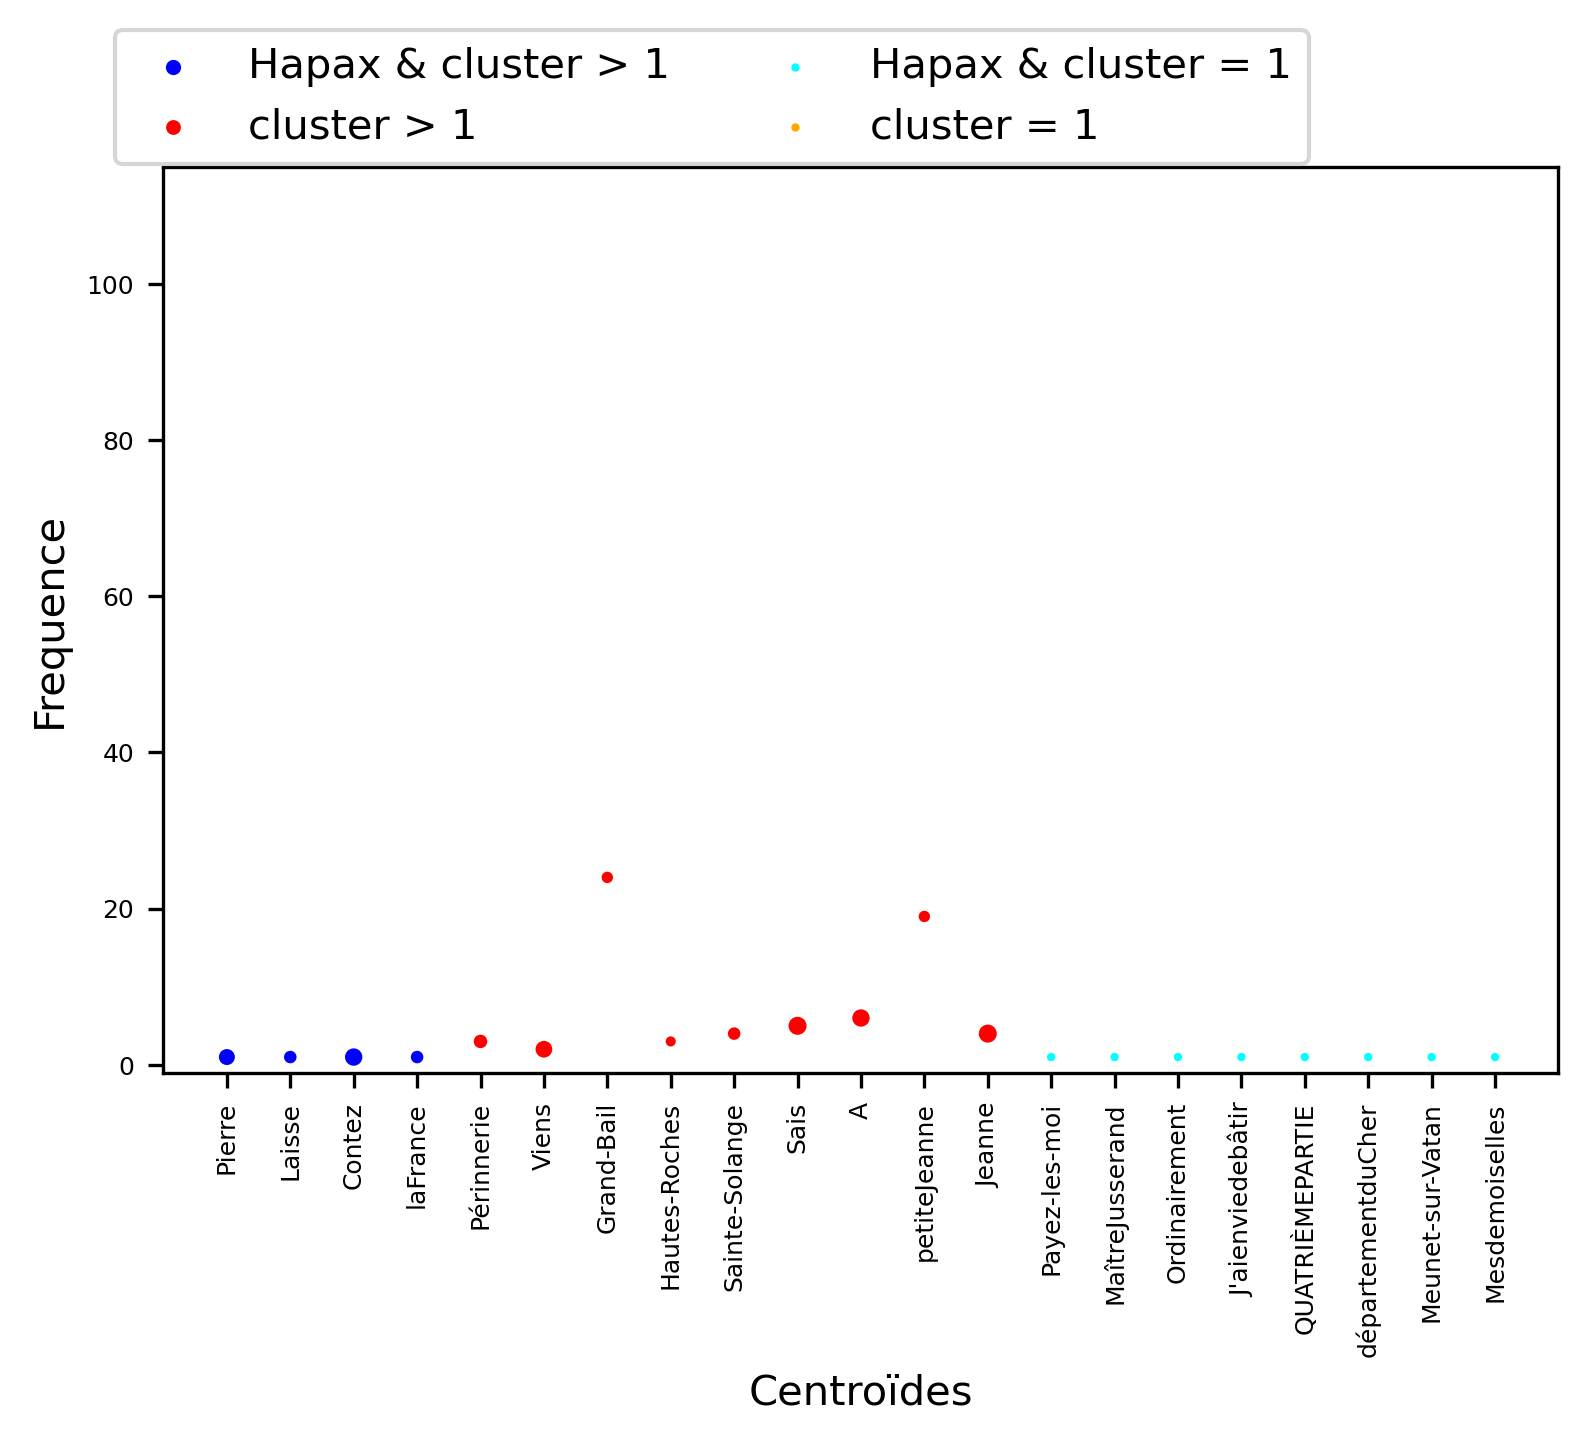 Hapax & cluster > 1
Hapax & cluster = 1
cluster > 1
cluster = 1
Frequence
100
80
60
40
20
0
Pierre
Laisse
Contez
laFrance
Périnnerie
Viens
Grand-Bail
Hautes-Roches
Sainte-Solange
Sais
A
petiteJeanne
Jeanne
Payez-les-moi
MaîtreJusserand
Ordinairement
J'aienviedebâtir
QUATRIÈMEPARTIE
départementduCher
Meunet-sur-Vatan
Mesdemoiselles
Centroïdes